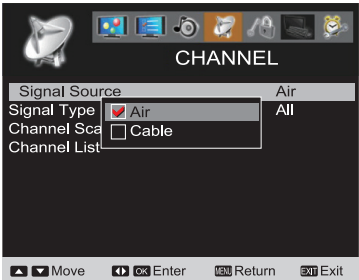 CHANNEL
Signal Source Air
Signal Type All
Air
Channel Sca
Cable
Channel List
Move OK Enter MENU Return EXIT Exit